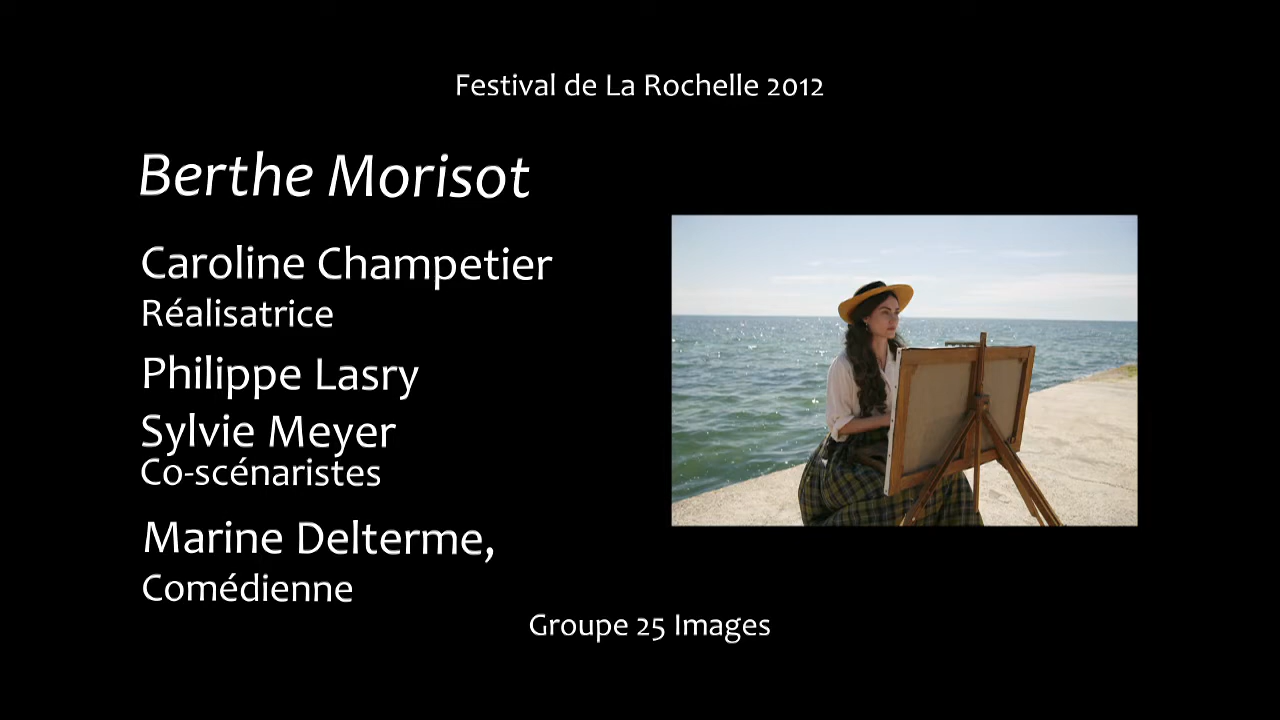 Festival de La Rochelle 2012
Berthe Morisot
Caroline Champetier
Réalisatrice
Philippe Lasry
Sylvie Meyer
Co-scénaristes
Marine Delterme,
Comédienne
Groupe 25 Images